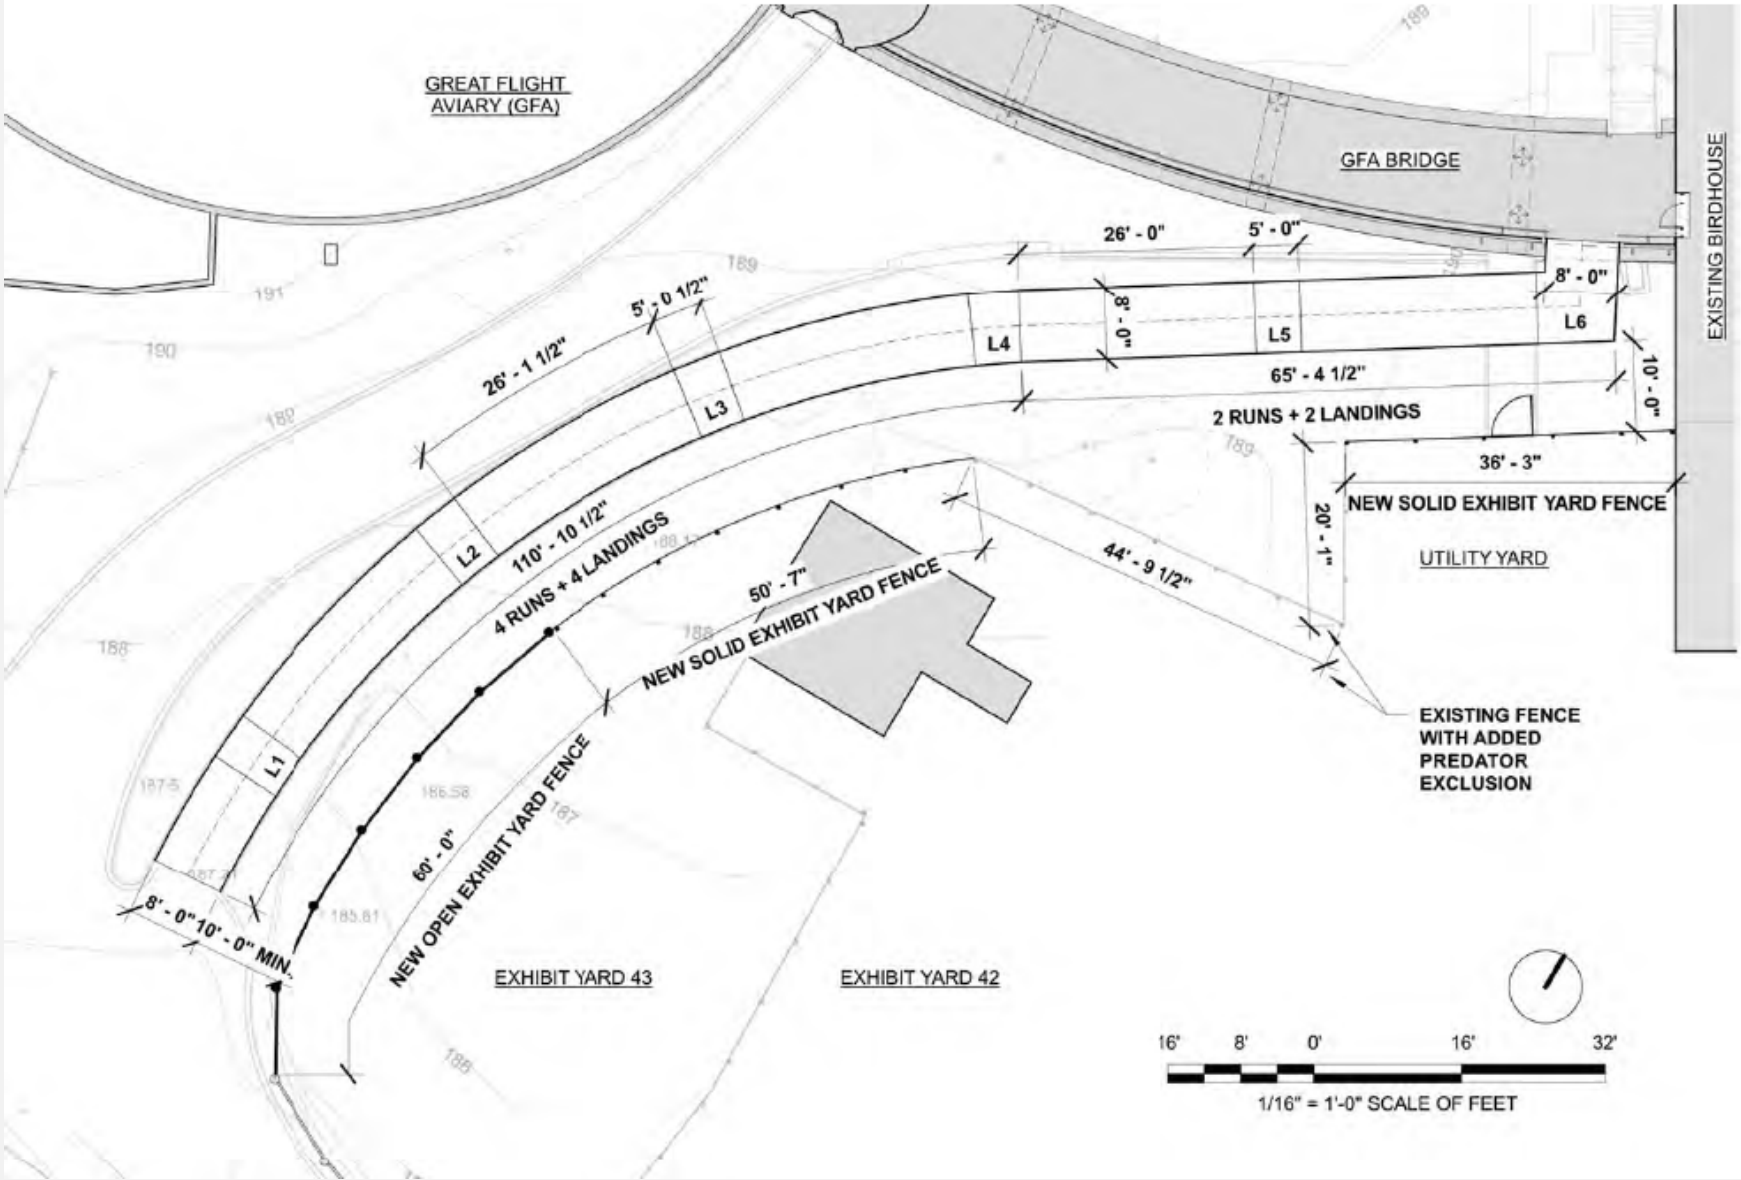 GREAT FLIGHT
AVIARY (GFA)
189
GFA BRIDGE
EXISTING BIRDHOUSE
26' - 0"
5' - 0"
190
8' - 0"
189
191
5' - 0 1/2"
26' - 1 1/2"
190
189
8' - 0"
L6
L5
L4
L3
65' - 4 1/2"
10' - 0"
2 RUNS + 2 LANDINGS
189
36' - 3"
NEW SOLID EXHIBIT YARD FENCE
20' - 1"
UTILITY YARD
L2
110' - 10 1/2"
4 RUNS + 4 LANDINGS
44' - 9 1/2"
50' - 7"
NEW SOLID EXHIBIT YARD FENCE
188
188
EXISTING FENCE
WITH ADDED
PREDATOR
EXCLUSION
L1
187.5
186.58
187
60' - 0"
NEW OPEN EXHIBIT YARD FENCE
185.81
8' - 0"
10' - 0" MIN.
EXHIBIT YARD 43
EXHIBIT YARD 42
186
16' 8' 0' 16' 32'
1/16" = 1'-0" SCALE OF FEET